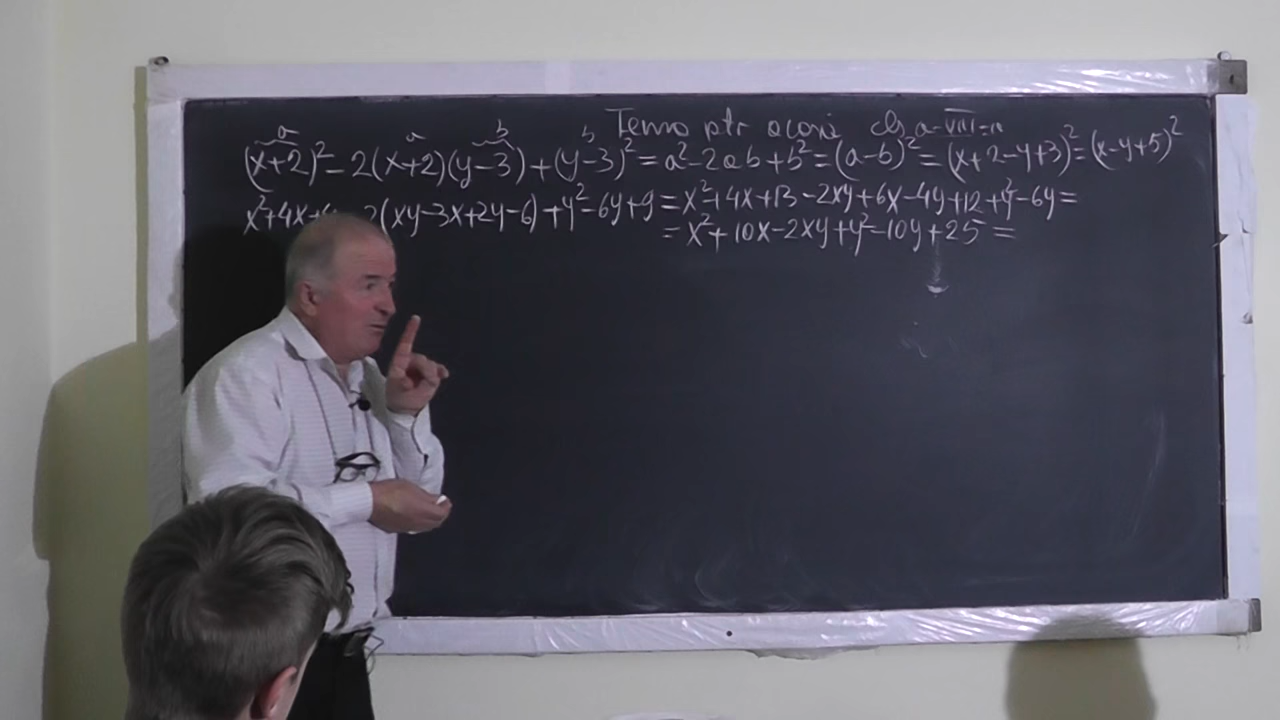 Tema ptr acasă cls a-VIII-a
a a b b
(x+2)² - 2(x+2)(y-3) + (y-3)² = a² - 2ab + b² = (a-b)² = (x+2-y+3)² = (x-y+5)²
x²+4x+ 2(xy-3x+2y-6)+y²-6y+9 = x²+4x+13-2xy+6x-4y+12+y²-6y=
= x²+10x-2xy+y²-10y+25 =